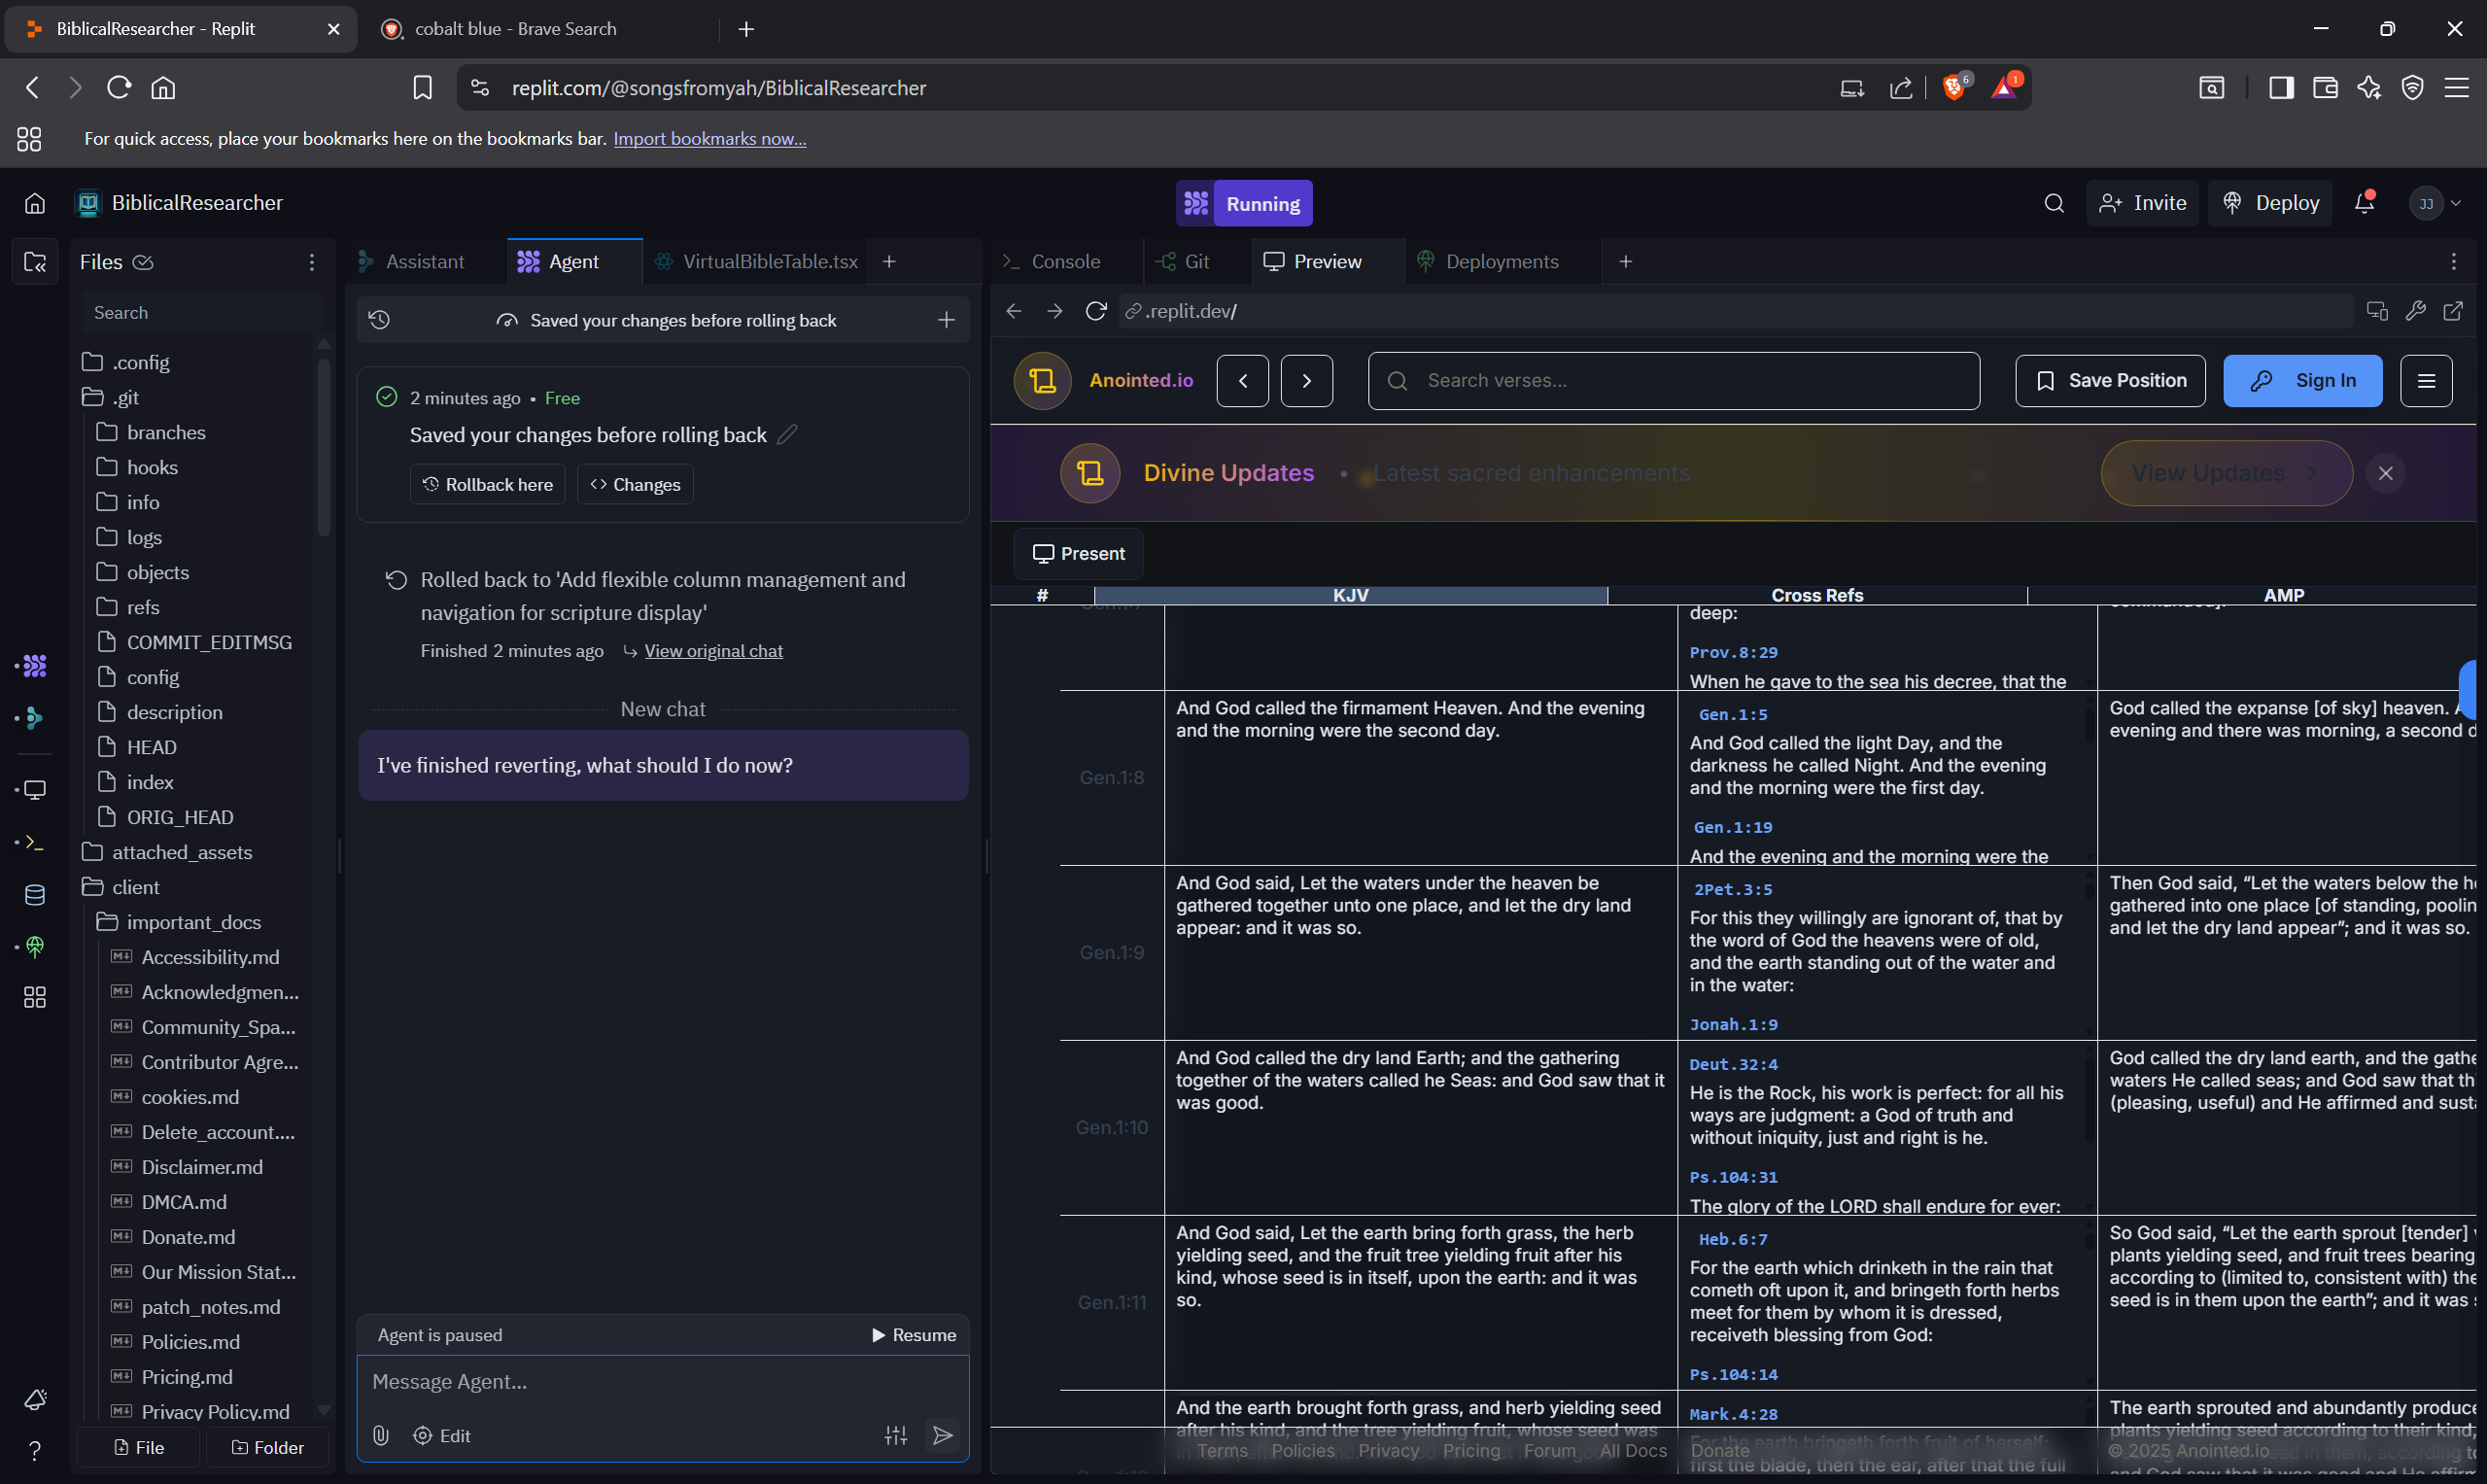 BiblicalResearcher - Replit
cobalt blue - Brave Search
replit.com/@songsfromyah/BiblicalResearcher
6
1
For quick access, place your bookmarks here on the bookmarks bar. Import bookmarks now...
BiblicalResearcher
Running
Invite
Deploy
JJ
Files
Search
.config
.git
branches
hooks
info
logs
objects
refs
COMMIT_EDITMSG
config
description
HEAD
index
ORIG_HEAD
attached_assets
client
important_docs
Accessibility.md
Acknowledgmen...
Community_Spa...
Contributor Agre...
cookies.md
Delete_account....
Disclaimer.md
DMCA.md
Donate.md
Our Mission Stat...
patch_notes.md
Policies.md
Pricing.md
Privacy Policy.md
File
Folder
Assistant
Agent
VirtualBibleTable.tsx
Saved your changes before rolling back
2 minutes ago • Free
Saved your changes before rolling back
Rollback here
Changes
Rolled back to 'Add flexible column management and
navigation for scripture display'
Finished 2 minutes ago
View original chat
New chat
I've finished reverting, what should I do now?
Agent is paused
Resume
Message Agent...
Edit
Console
Git
Preview
Deployments
.replit.dev/
Anointed.io
Search verses...
Save Position
Sign In
Divine Updates • Latest sacred enhancements
View Updates
Present
# KJV Cross Refs AMP
deep:
Prov.8:29
When he gave to the sea his decree, that the
Gen.1:8
And God called the firmament Heaven. And the evening
and the morning were the second day.
Gen.1:5
And God called the light Day, and the
darkness he called Night. And the evening
and the morning were the first day.
Gen.1:19
And the evening and the morning were the
God called the expanse [of sky] heaven.
evening and there was morning, a second
Gen.1:9
And God said, Let the waters under the heaven be
gathered together unto one place, and let the dry land
appear: and it was so.
2Pet.3:5
For this they willingly are ignorant of, that by
the word of God the heavens were of old,
and the earth standing out of the water and
in the water:
Jonah.1:9
Then God said, “Let the waters below the
gathered into one place [of standing,
and let the dry land appear”; and it was so.
Gen.1:10
And God called the dry land Earth; and the gathering
together of the waters called he Seas: and God saw that it
was good.
Deut.32:4
He is the Rock, his work is perfect: for all his
ways are judgment: a God of truth and
without iniquity, just and right is he.
Ps.104:31
The glory of the LORD shall endure for ever:
God called the dry land earth, and the
waters He called seas; and God saw that
(pleasing, useful) and He affirmed and
Gen.1:11
And God said, Let the earth bring forth grass, the herb
yielding seed, and the fruit tree yielding fruit after his
kind, whose seed is in itself, upon the earth: and it was
so.
Heb.6:7
For the earth which drinketh in the rain that
cometh oft upon it, and bringeth forth herbs
meet for them by whom it is dressed,
receiveth blessing from God:
Ps.104:14
So God said, “Let the earth sprout [tender]
plants yielding seed, and fruit trees bearing
according to (limited to, consistent with) the
seed is in them upon the earth”; and it was
And the earth brought forth grass, and herb yielding seed
after his kind, and the tree yielding fruit, whose seed was
Mark.4:28
For the earth bringeth forth fruit of herself;
first the blade, then the ear, after that the full
The earth sprouted and abundantly
plants yielding seed according to their kind,
Terms Policies Privacy Pricing Forum All Docs Donate
© 2025 Anointed.io